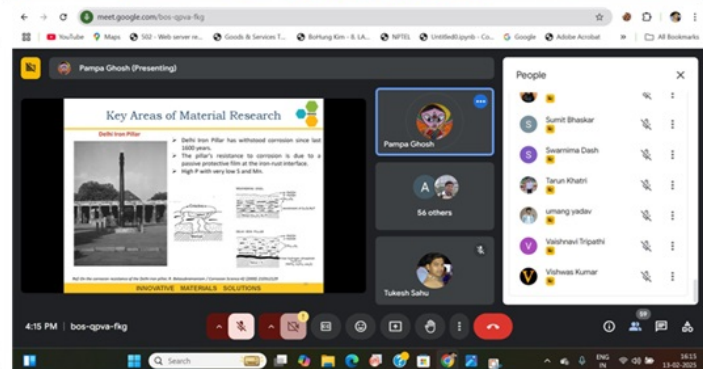 meet.google.com/bos-qpva-fkg
YouTube
Maps
502 - Web server re...
Goods & Services T...
BoHung Kim - 8. LA...
NPTEL
Untitled0.ipynb - Co...
Google
Adobe Acrobat
»
All Bookmarks
Pampa Ghosh (Presenting)
Key Areas of Material Research
Delhi Iron Pillar
Delhi Iron Pillar has withstood corrosion since last
1600 years.
The pillar's resistance to corrosion is due to a
passive protective film at the iron-rust interface.
High P with very low S and Mn.
INNOVATIVE MATERIALS SOLUTIONS
Pampa Ghosh
A
56 others
Tukesh Sahu
People
S
Sumit Bhaskar
S
Swarnima Dash
Tarun Khatri
umang yadav
V
Vaishnavi Tripathi
V
Vishwas Kumar
4:15 PM | bos-qpva-fkg
59
Search
ENG
IN
16:15
13-02-2025